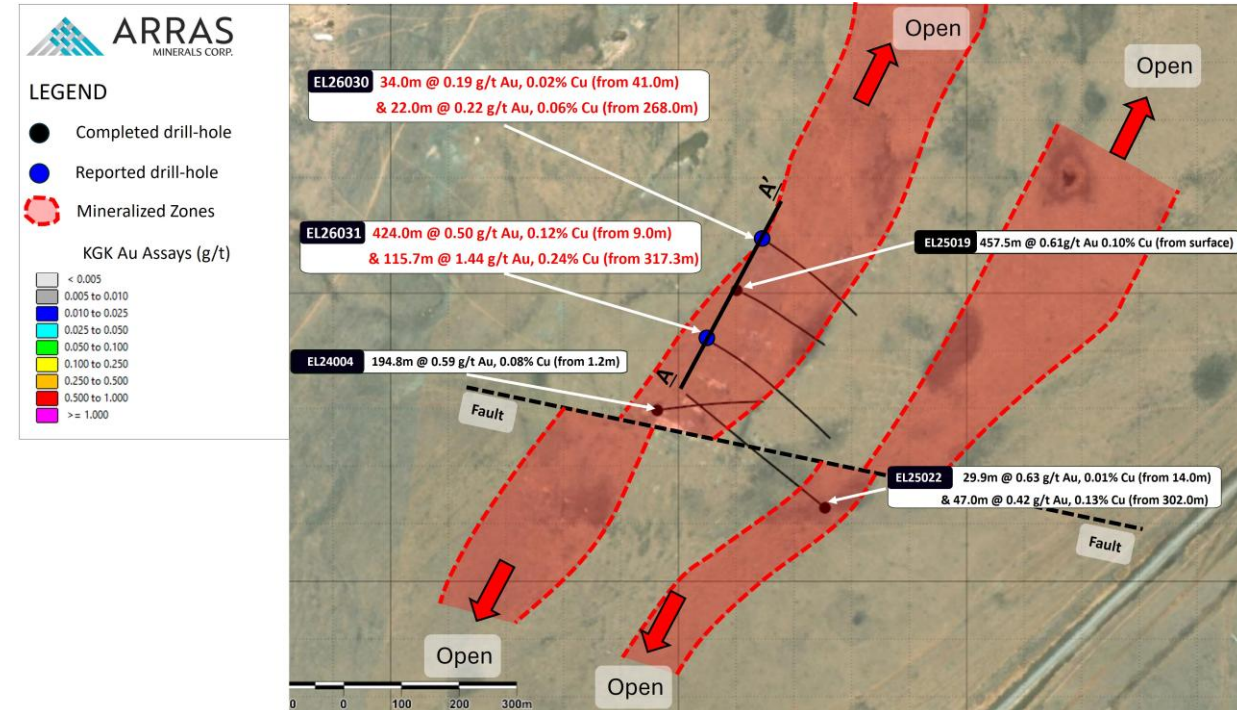 ARRAS
MINERALS CORP.
LEGEND
Completed drill-hole
Reported drill-hole
Mineralized Zones
KGK Au Assays (g/t)
< 0.005
0.005 to 0.010
0.010 to 0.025
0.025 to 0.050
0.050 to 0.100
0.100 to 0.250
0.250 to 0.500
0.500 to 1.000
>= 1.000
Open
Open
EL26030 34.0m @ 0.19 g/t Au, 0.02% Cu (from 41.0m)
& 22.0m @ 0.22 g/t Au, 0.06% Cu (from 268.0m)
A'
EL26031 424.0m @ 0.50 g/t Au, 0.12% Cu (from 9.0m)
& 115.7m @ 1.44 g/t Au, 0.24% Cu (from 317.3m)
EL25019 457.5m @ 0.61g/t Au 0.10% Cu (from surface)
EL24004 194.8m @ 0.59 g/t Au, 0.08% Cu (from 1.2m)
A
Fault
EL25022 29.9m @ 0.63 g/t Au, 0.01% Cu (from 14.0m)
& 47.0m @ 0.42 g/t Au, 0.13% Cu (from 302.0m)
Fault
Open
Open
0 0 100 200 300m